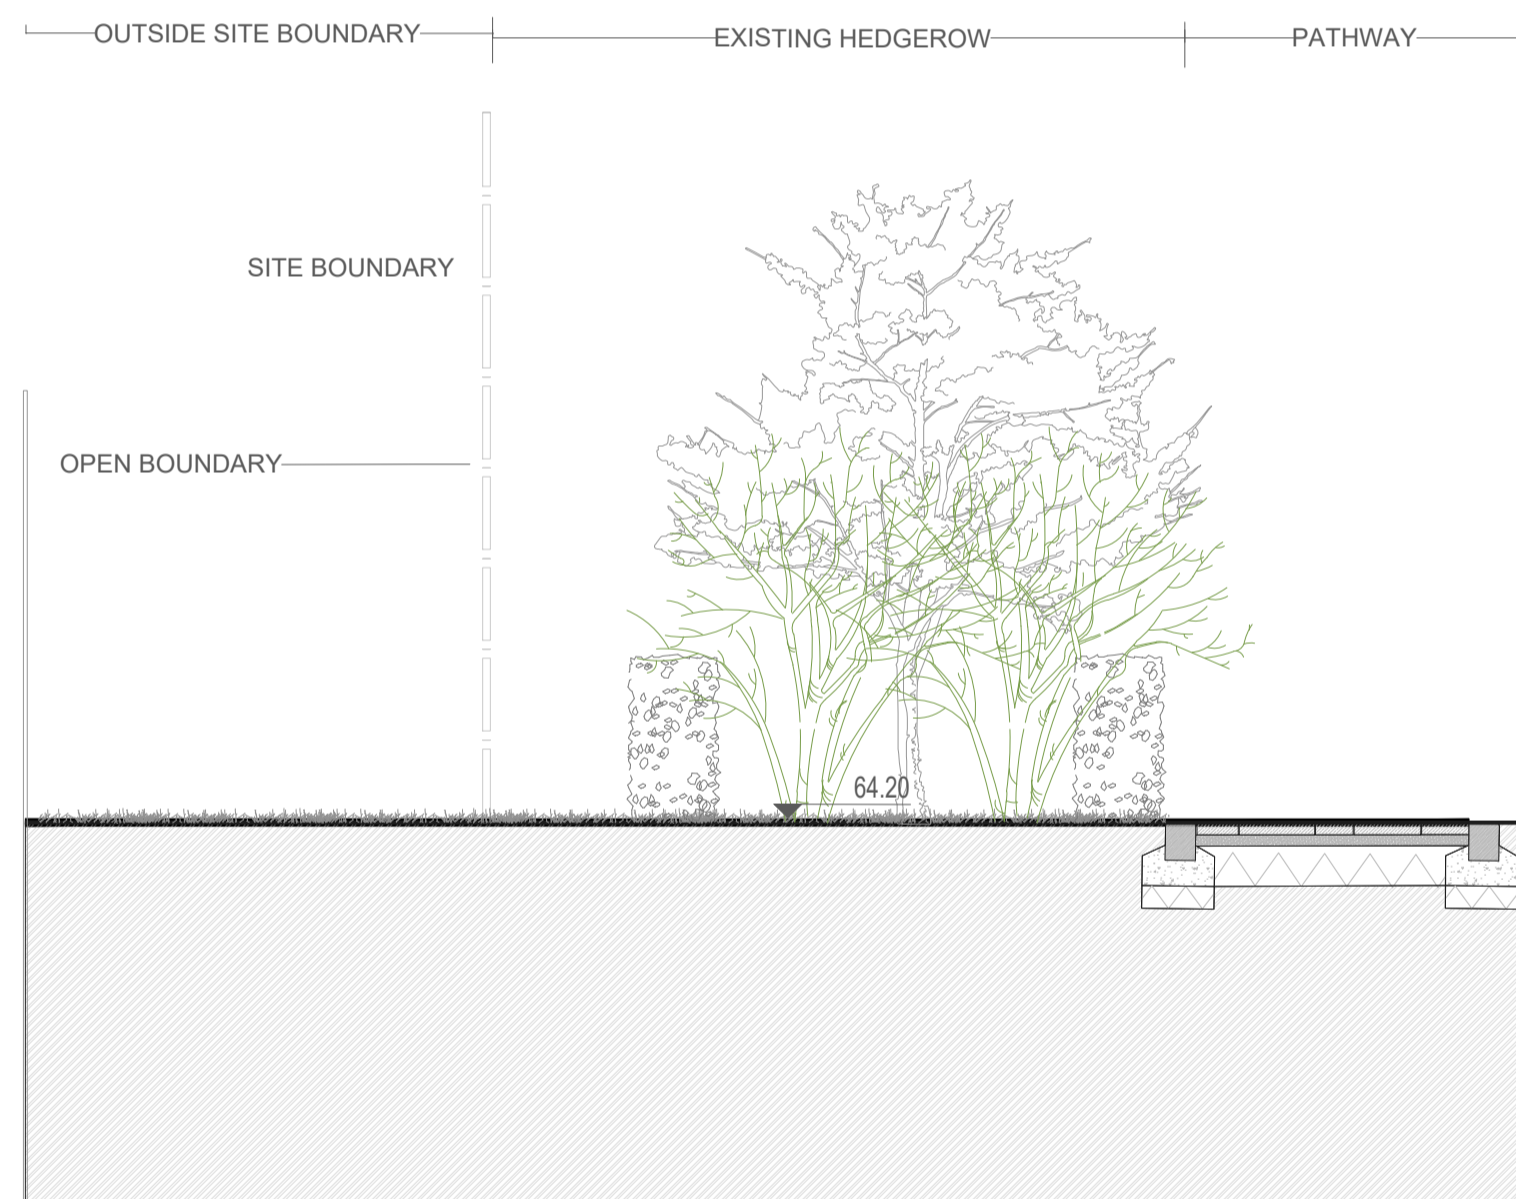 OUTSIDE SITE BOUNDARY
EXISTING HEDGEROW
PATHWAY
SITE BOUNDARY
OPEN BOUNDARY
64.20